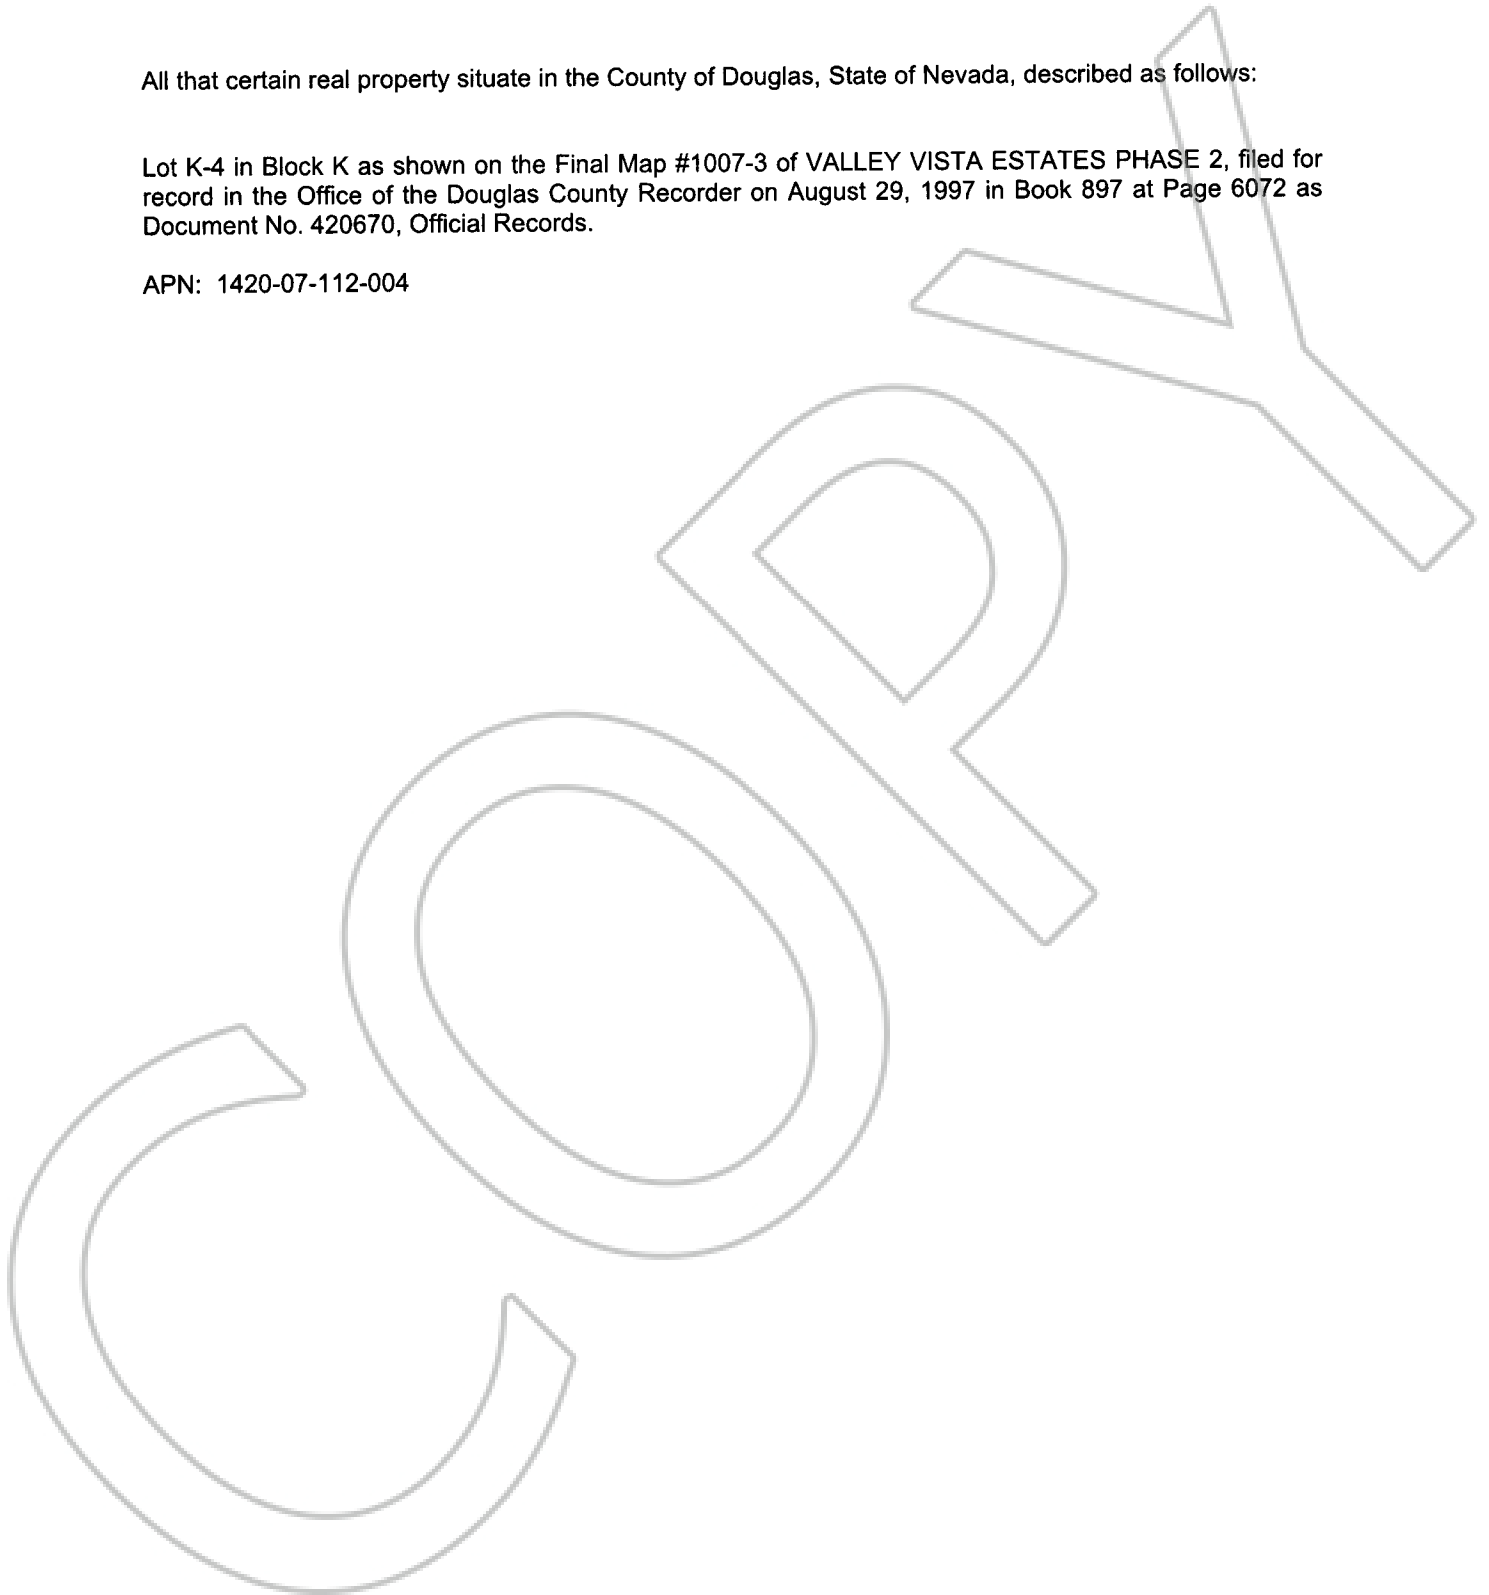 All that certain real property situate in the County of Douglas, State of Nevada, described as follows:
Lot K-4 in Block K as shown on the Final Map #1007-3 of VALLEY VISTA ESTATES PHASE 2, filed for
record in the Office of the Douglas County Recorder on August 29, 1997 in Book 897 at Page 6072 as
Document No. 420670, Official Records.
APN: 1420-07-112-004
COPY